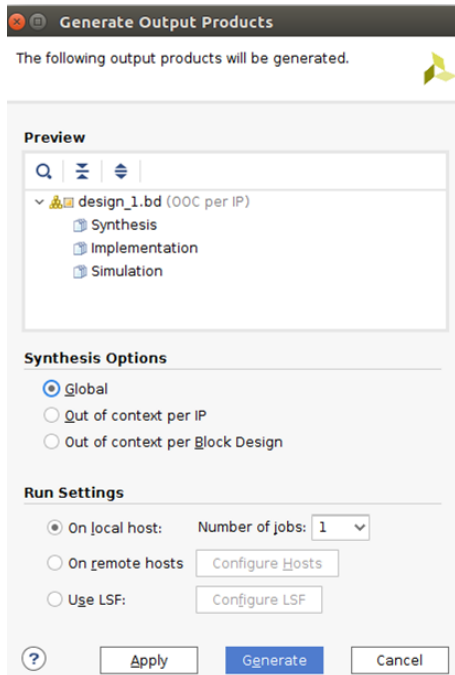 Generate Output Products
The following output products will be generated.
Preview
design_1.bd (OOC per IP)
Synthesis
Implementation
Simulation
Synthesis Options
Global
Out of context per IP
Out of context per Block Design
Run Settings
On local host: Number of jobs: 1
On remote hosts Configure Hosts
Use LSF: Configure LSF
? Apply Generate Cancel